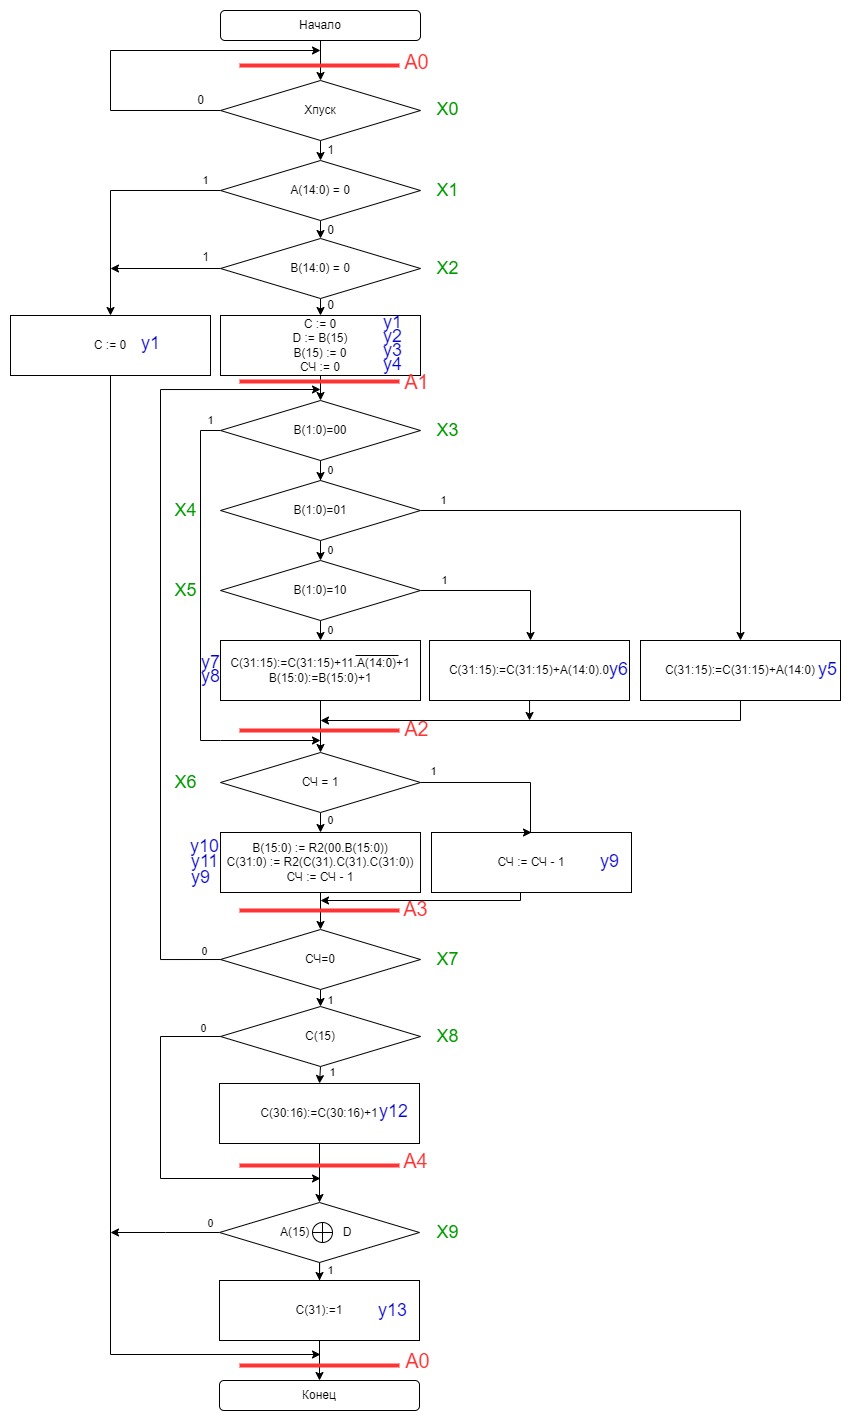 Начало
A0
0
Xпуск
X0
1
1
A(14:0) = 0
X1
0
1
B(14:0) = 0
X2
0
C := 0 y1
C := 0 y1
D := B(15) y2
B(15) := 0 y3
СЧ := 0 y4
A1
1
B(1:0)=00
X3
0
X4
B(1:0)=01
1
0
X5
B(1:0)=10
1
0
y7 C(31:15):=C(31:15)+11.A(14:0)+1
y8 B(15:0):=B(15:0)+1
C(31:15):=C(31:15)+A(14:0).0 y6
C(31:15):=C(31:15)+A(14:0) y5
A2
X6
СЧ = 1
1
0
y10 B(15:0) := R2(00.B(15:0))
y11 C(31:0) := R2(C(31).C(31).C(31:0))
y9 СЧ := СЧ - 1
СЧ := СЧ - 1 y9
A3
0
СЧ=0
X7
1
0
C(15)
X8
1
C(30:16):=C(30:16)+1 y12
A4
0
A(15) ⊕ D
X9
1
C(31):=1 y13
A0
Конец